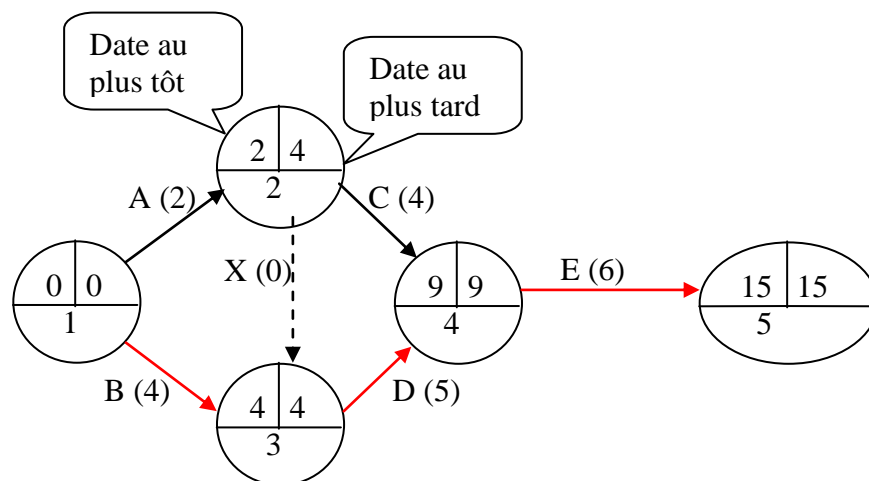 Date au
plus tôt
Date au
plus tard
2 4
2
A (2)
C (4)
X (0)
0 0
1
9 9
4
E (6)
15 15
5
B (4)
D (5)
4 4
3